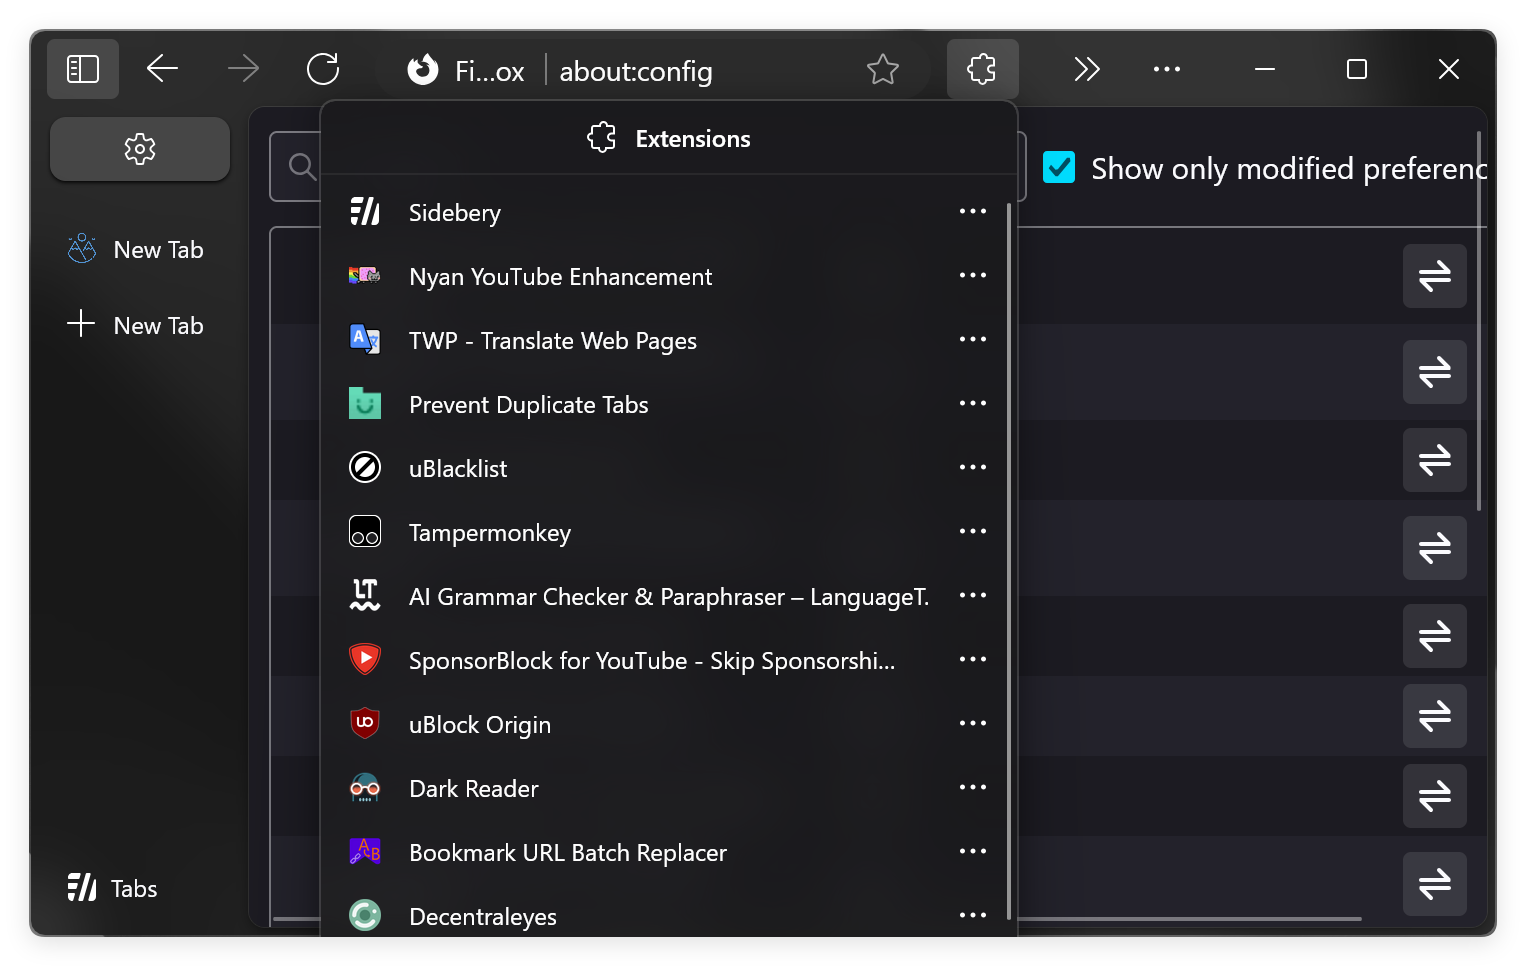 Fi...ox about:config
Extensions
Show only modified preferenc
Sidebery
New Tab
Nyan YouTube Enhancement
New Tab
TWP - Translate Web Pages
Prevent Duplicate Tabs
uBlacklist
Tampermonkey
AI Grammar Checker & Paraphraser – LanguageT.
SponsorBlock for YouTube - Skip Sponsorshi...
uBlock Origin
Dark Reader
Bookmark URL Batch Replacer
Tabs
Decentraleyes